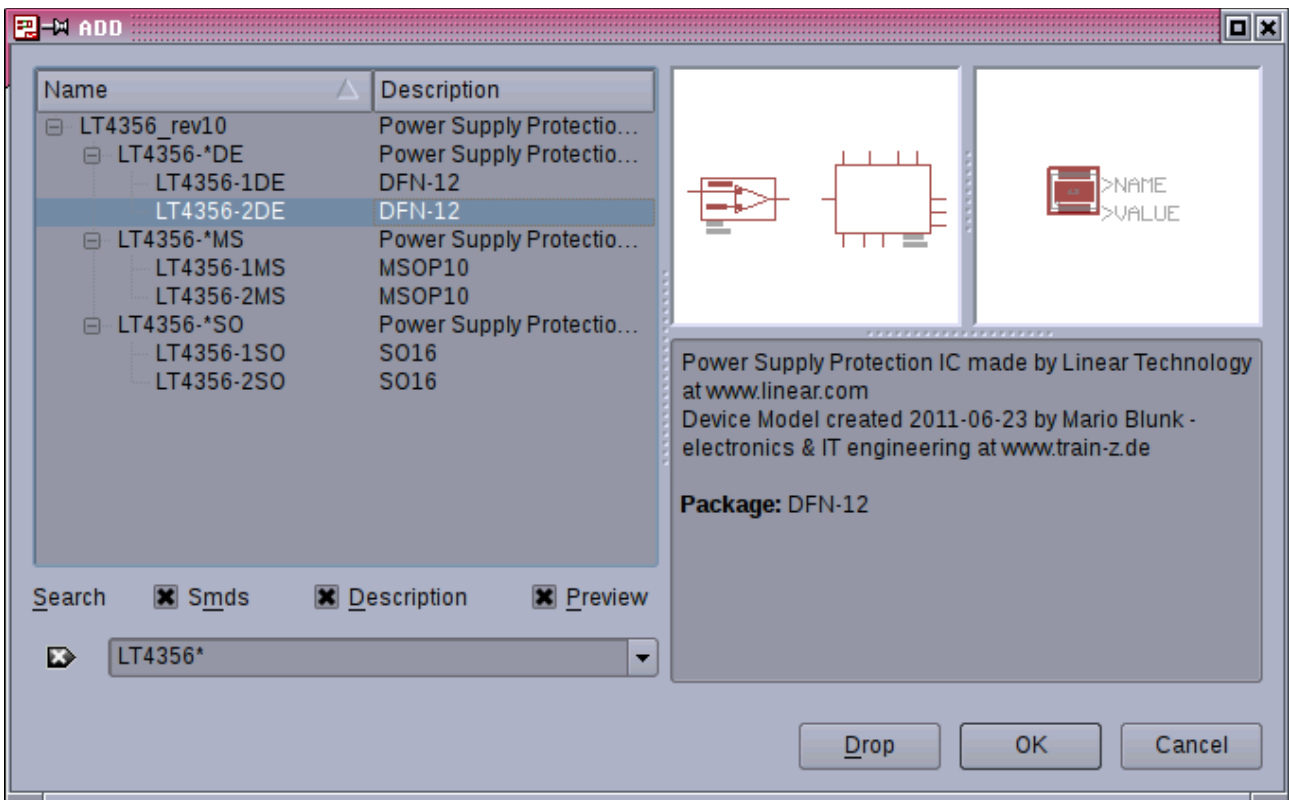 ADD
Name Description
LT4356_rev10 Power Supply Protectio...
LT4356-*DE Power Supply Protectio...
LT4356-1DE DFN-12
LT4356-2DE DFN-12
LT4356-*MS Power Supply Protectio...
LT4356-1MS MSOP10
LT4356-2MS MSOP10
LT4356-*SO Power Supply Protectio...
LT4356-1SO SO16
LT4356-2SO SO16
>NAME
>VALUE
Power Supply Protection IC made by Linear Technology
at www.linear.com
Device Model created 2011-06-23 by Mario Blunk -
electronics & IT engineering at www.train-z.de
Package: DFN-12
Search Smds Description Preview
LT4356*
Drop OK Cancel